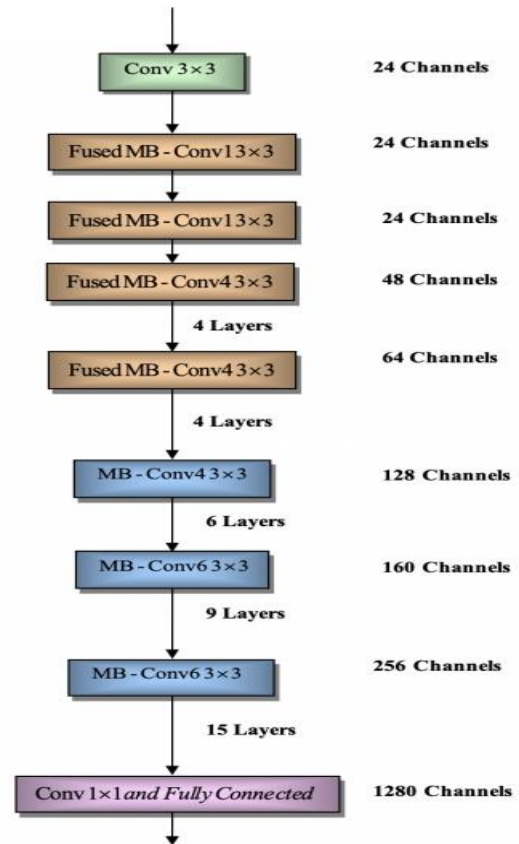 Conv 3×3 24 Channels
Fused MB - Conv1 3×3 24 Channels
Fused MB - Conv1 3×3 24 Channels
Fused MB - Conv4 3×3 48 Channels
4 Layers
Fused MB - Conv4 3×3 64 Channels
4 Layers
MB - Conv4 3×3 128 Channels
6 Layers
MB - Conv6 3×3 160 Channels
9 Layers
MB - Conv6 3×3 256 Channels
15 Layers
Conv 1×1 and Fully Connected 1280 Channels